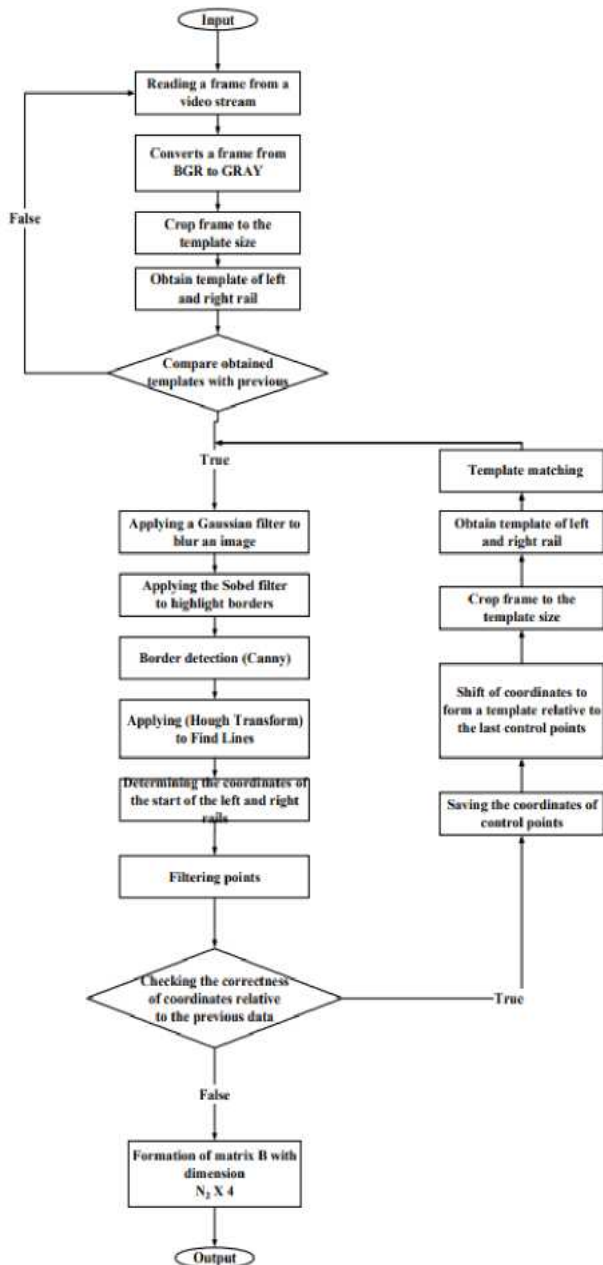 Input
Reading a frame from a
video stream
Converts a frame from
BGR to GRAY
False
Crop frame to the
template size
Obtain template of left
and right rail
Compare obtained
templates with previous
True
Template matching
Applying a Gaussian filter to
blur an image
Obtain template of left
and right rail
Applying the Sobel filter
to highlight borders
Crop frame to the
template size
Border detection (Canny)
Shift of coordinates to
form a template relative to
the last control points
Applying (Hough Transform)
to Find Lines
Determining the coordinates of
the start of the left and right
rails
Saving the coordinates of
control points
Filtering points
Checking the correctness
of coordinates relative
to the previous data
True
False
Formation of matrix B with
dimension
N₂ X 4
Output